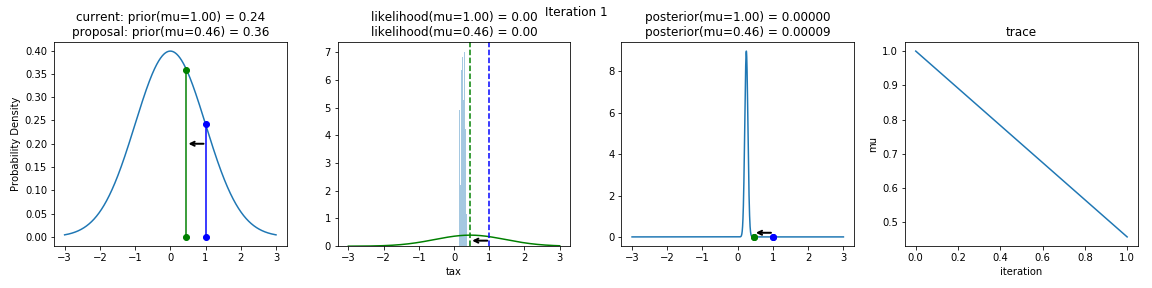 Iteration 1
current: prior(mu=1.00) = 0.24
proposal: prior(mu=0.46) = 0.36
Probability Density
0.40
0.35
0.30
0.25
0.20
0.15
0.10
0.05
0.00
−3 −2 −1 0 1 2 3
likelihood(mu=1.00) = 0.00
likelihood(mu=0.46) = 0.00
7
6
5
4
3
2
1
0
−3 −2 −1 0 1 2 3
tax
posterior(mu=1.00) = 0.00000
posterior(mu=0.46) = 0.00009
8
6
4
2
0
−3 −2 −1 0 1 2 3
trace
mu
1.0
0.9
0.8
0.7
0.6
0.5
0.0 0.2 0.4 0.6 0.8 1.0
iteration